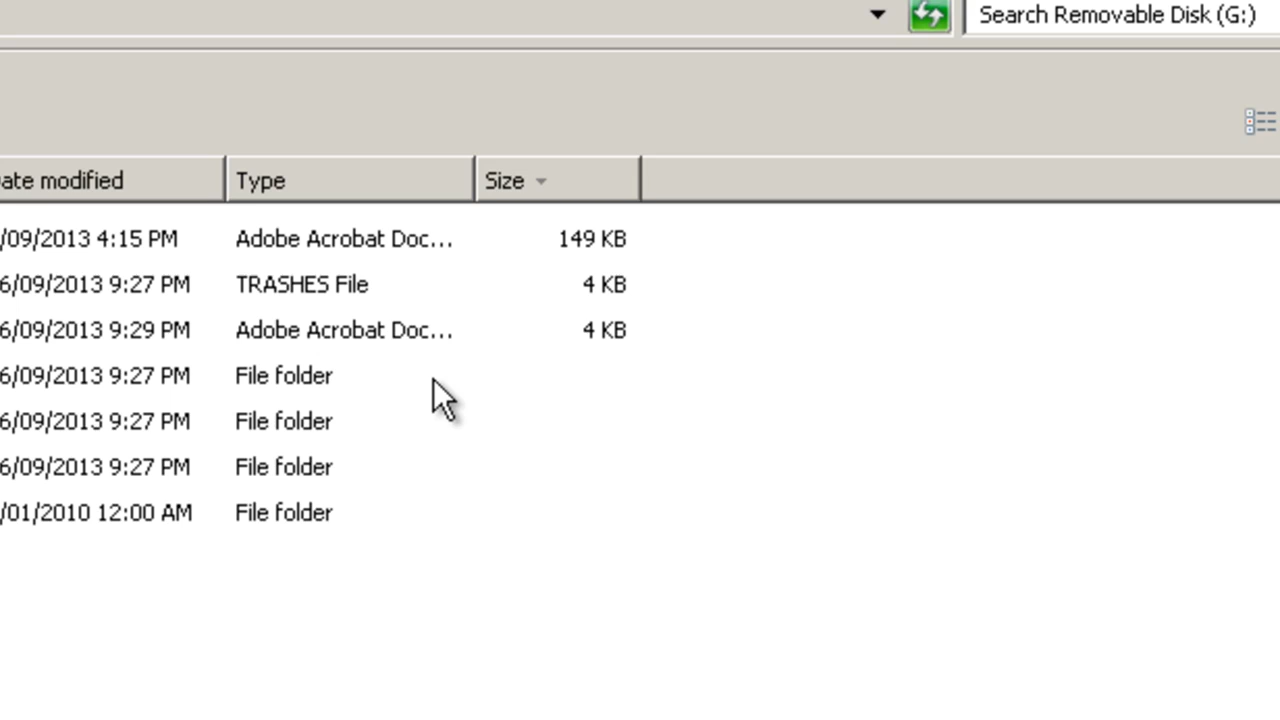 Search Removable Disk (G:)
ate modified Type Size
/09/2013 4:15 PM Adobe Acrobat Doc... 149 KB
6/09/2013 9:27 PM TRASHES File 4 KB
6/09/2013 9:29 PM Adobe Acrobat Doc... 4 KB
6/09/2013 9:27 PM File folder
6/09/2013 9:27 PM File folder
6/09/2013 9:27 PM File folder
/01/2010 12:00 AM File folder